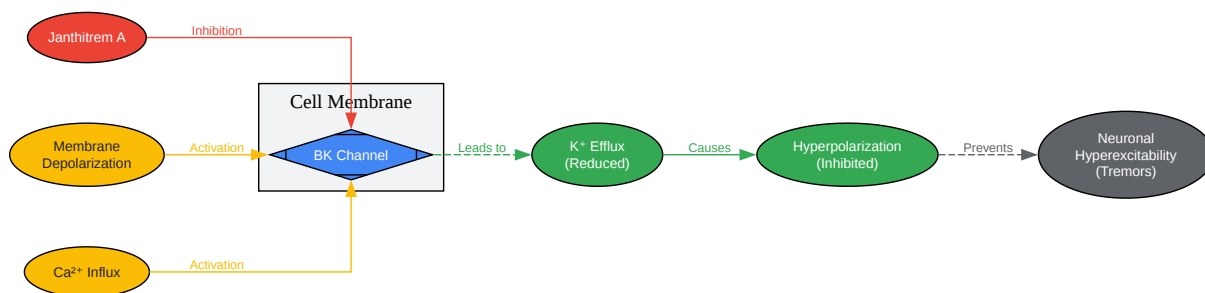 Janthitrem A
Inhibition
Cell Membrane
Membrane
Depolarization
Activation
BK Channel
Leads to
K⁺ Efflux
(Reduced)
Causes
Hyperpolarization
(Inhibited)
Prevents
Neuronal
Hyperexcitability
(Tremors)
Ca²⁺ Influx
Activation